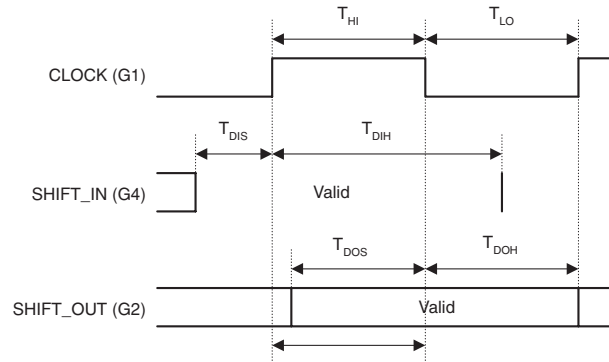 T_HI T_LO
CLOCK (G1)
T_DIS T_DIH
SHIFT_IN (G4) Valid
T_DOS T_DOH
SHIFT_OUT (G2) Valid